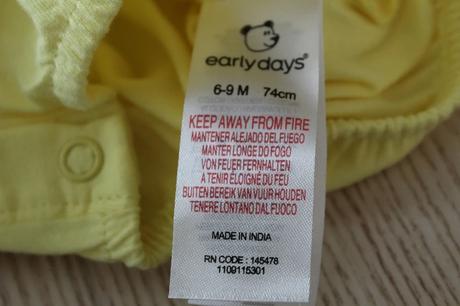 early days®
6-9 M 74cm
KEEP AWAY FROM FIRE
MANTENER ALEJADO DEL FUEGO
MANTER LONGE DO FOGO
VON FEUER FERNHALTEN
À TENIR ÉLOIGNÉ DU FEU
BUITEN BEREIK VAN VUUR HOUDEN
TENERE LONTANO DAL FUOCO
MADE IN INDIA
RN CODE : 145478
1109115301